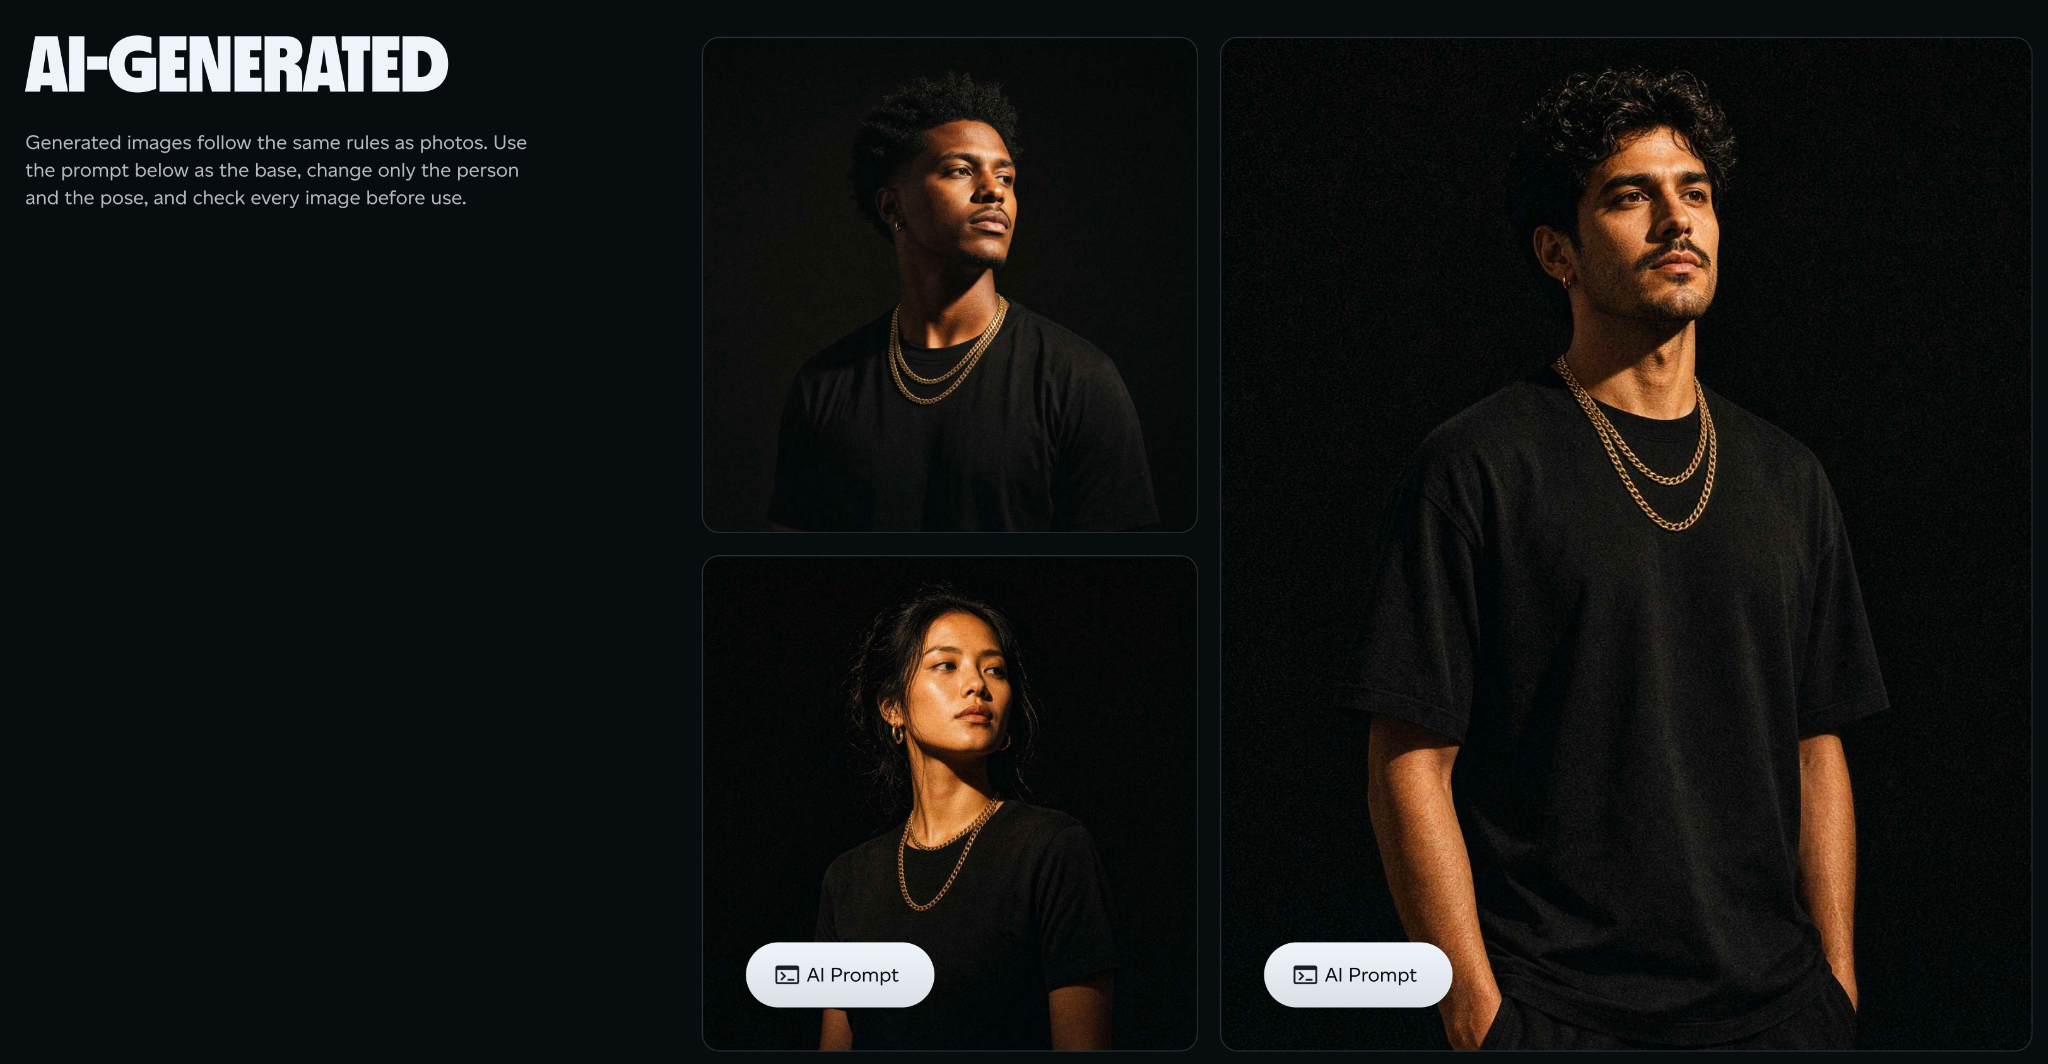 AI-GENERATED
Generated images follow the same rules as photos. Use
the prompt below as the base, change only the person
and the pose, and check every image before use.
AI Prompt
AI Prompt